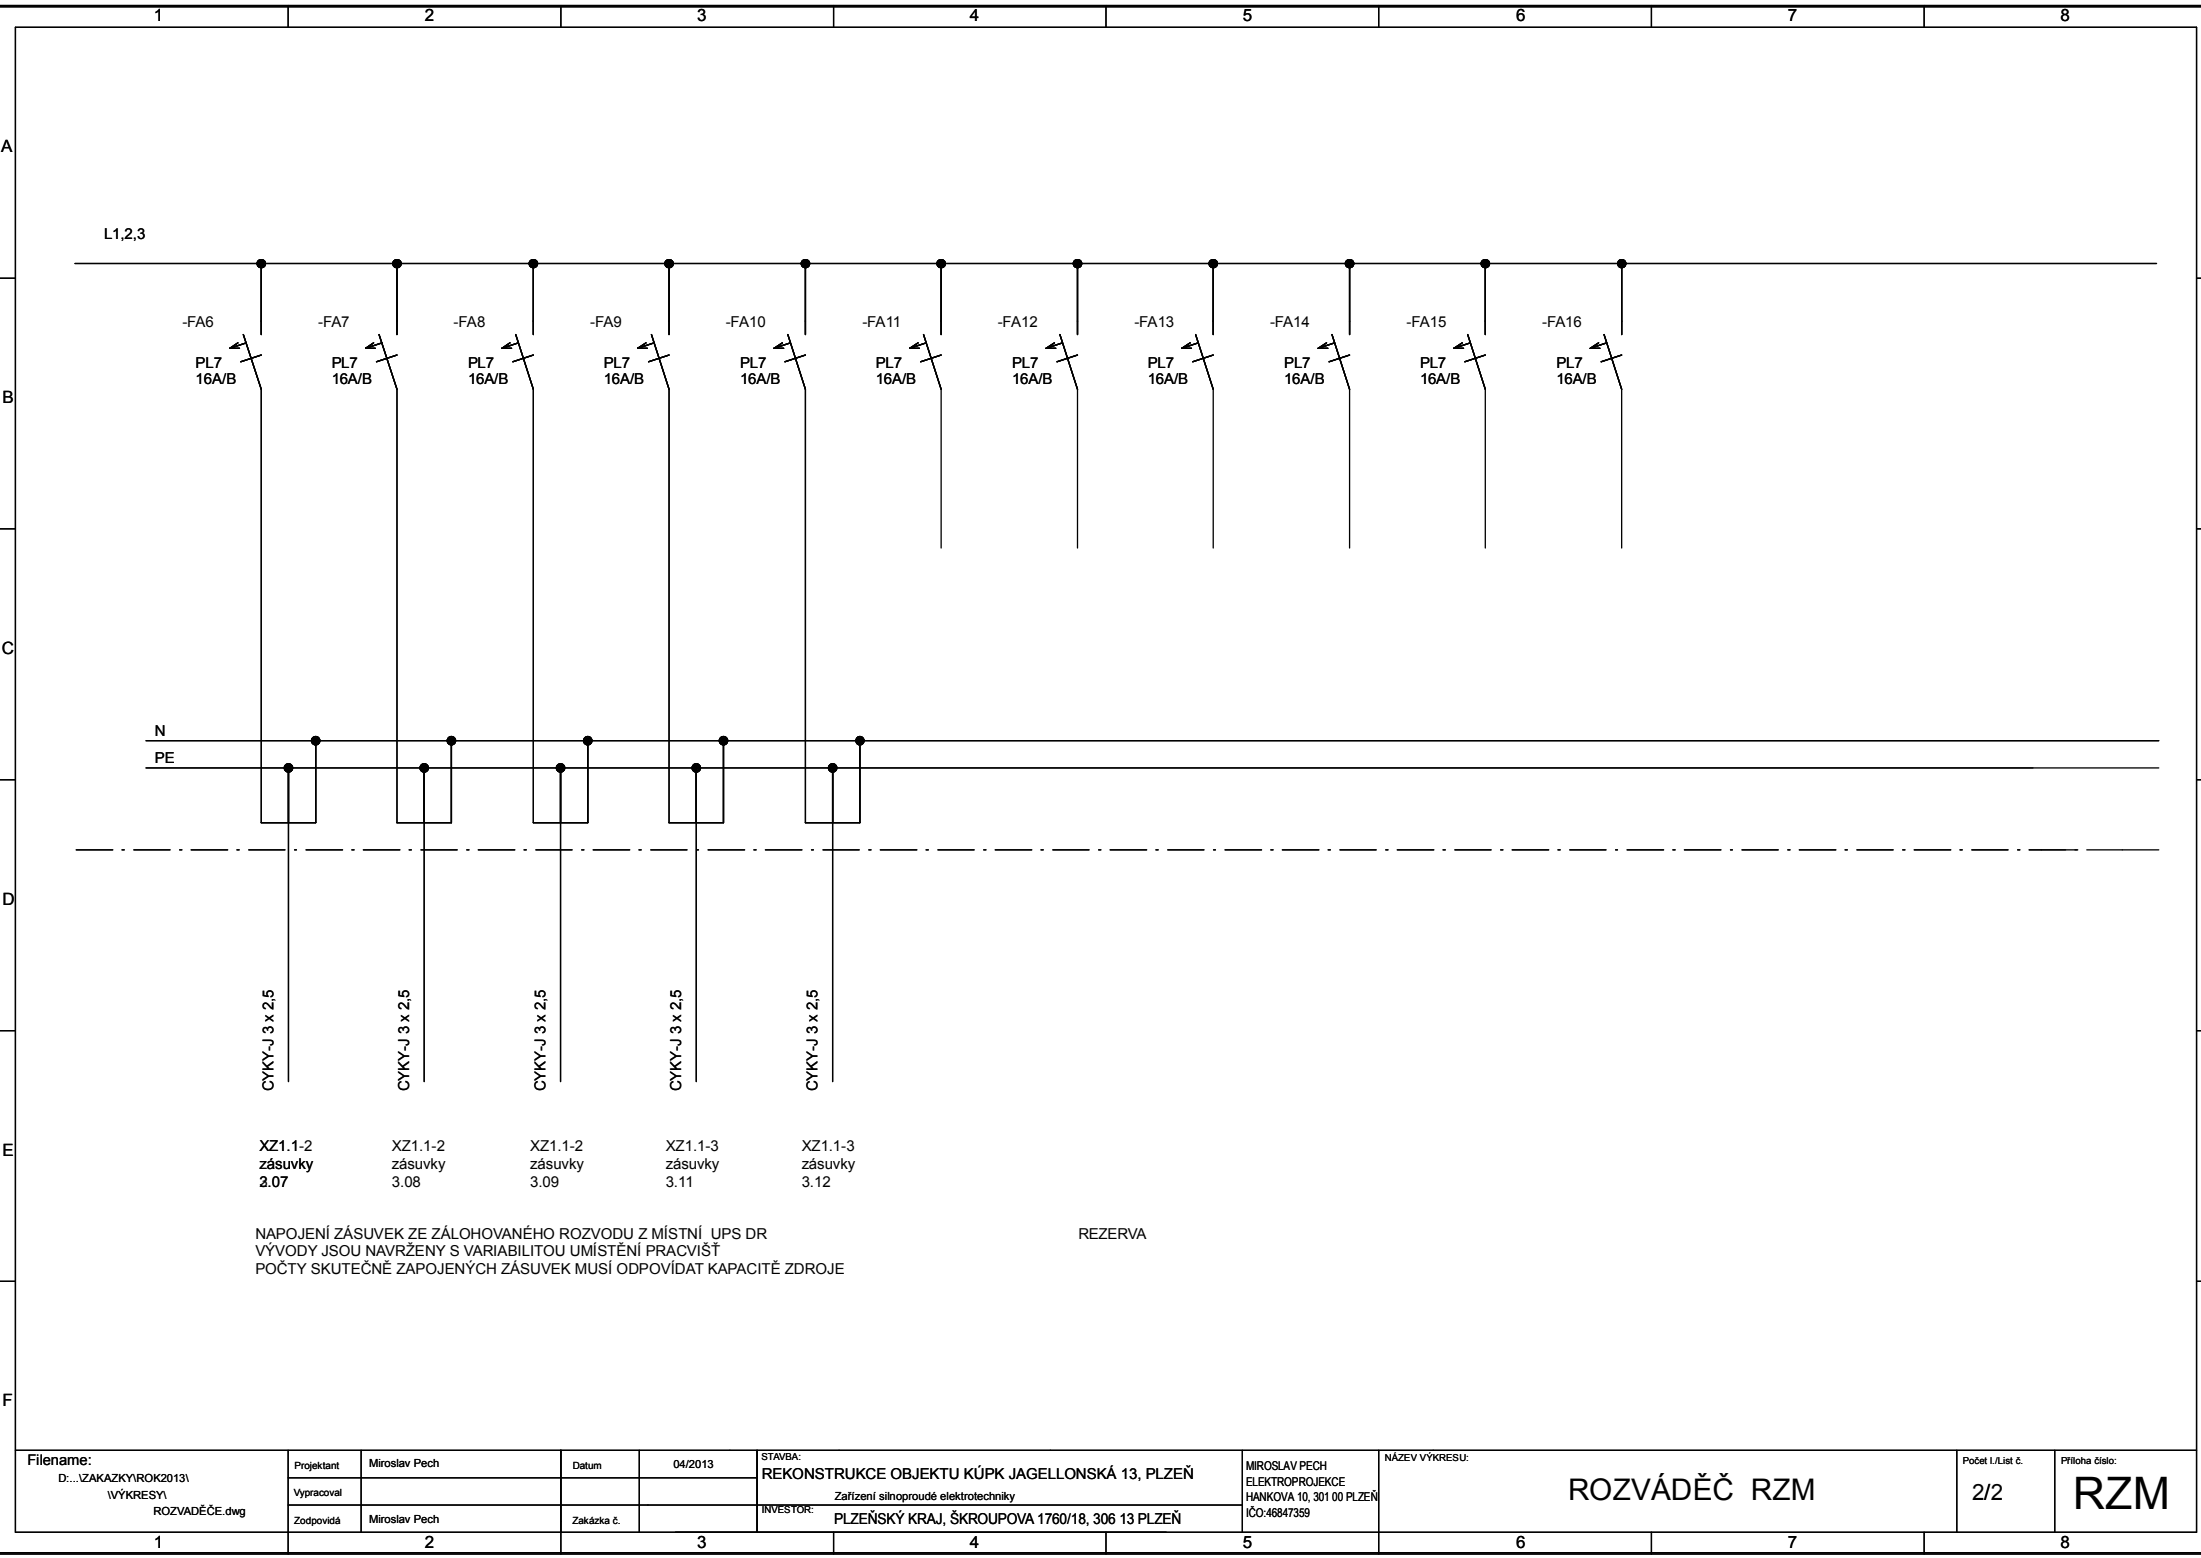 1 2 3 4 5 6 7 8
A
L1,2,3
-FA6 -FA7 -FA8 -FA9 -FA10 -FA11 -FA12 -FA13 -FA14 -FA15 -FA16
PL7 PL7 PL7 PL7 PL7 PL7 PL7 PL7 PL7 PL7 PL7
16A/B 16A/B 16A/B 16A/B 16A/B 16A/B 16A/B 16A/B 16A/B 16A/B 16A/B
B
C
N
PE
D
CYKY-J 3 x 2,5 CYKY-J 3 x 2,5 CYKY-J 3 x 2,5 CYKY-J 3 x 2,5 CYKY-J 3 x 2,5
E
XZ1.1-2 XZ1.1-2 XZ1.1-2 XZ1.1-3 XZ1.1-3
zásuvky zásuvky zásuvky zásuvky zásuvky
3.08 3.09 3.11 3.12
NAPOJENÍ ZÁSUVEK ZE ZÁLOHOVANÉHO ROZVODU Z MÍSTNÍ UPS DR
VÝVODY JSOU NAVRŽENY S VARIABILITOU UMÍSTĚNÍ PRACVIŠŤ
POČTY SKUTEČNĚ ZAPOJENÝCH ZÁSUVEK MUSÍ ODPOVÍDAT KAPACITĚ ZDROJE
REZERVA
F
Filename:
D:...\ZAKAZKY\ROK2013\
\VÝKRESY\
ROZVADĚČE.dwg
Projektant Miroslav Pech Datum 04/2013
Vypracoval
Zodpovídá Miroslav Pech Zakázka č.
STAVBA:
REKONSTRUKCE OBJEKTU KÚPK JAGELLONSKÁ 13, PLZEŇ
Zařízení silnoproudé elektrotechniky
INVESTOR:
PLZEŇSKÝ KRAJ, ŠKROUPOVA 1760/18, 306 13 PLZEŇ
MIROSLAV PECH
ELEKTROPROJEKCE
HANKOVA 10, 301 00 PLZEŇ
IČO:46847359
NÁZEV VÝKRESU:
ROZVÁDĚČ RZM
Počet l./List č.
2/2
Příloha číslo:
RZM
1 2 3 4 5 6 7 8